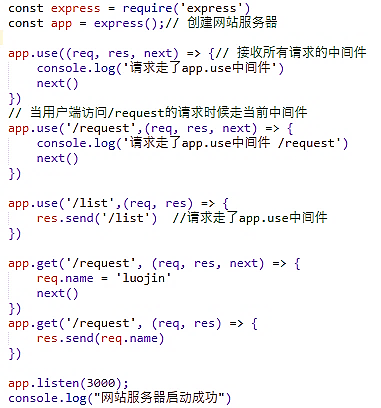 const express = require('express')
const app = express();// 创建网站服务器
app.use((req, res, next) => {// 接收所有请求的中间件
console.log('请求走了app.use中间件')
next()
})
// 当用户端访问/request的请求时候走当前中间件
app.use('/request',(req, res, next) => {
console.log('请求走了app.use中间件 /request')
next()
})
app.use('/list',(req, res) => {
res.send('/list')  //请求走了app.use中间件
})
app.get('/request', (req, res, next) => {
req.name = 'luojin'
next()
})
app.get('/request', (req, res) => {
res.send(req.name)
})
app.listen(3000);
console.log("网站服务器启动成功")